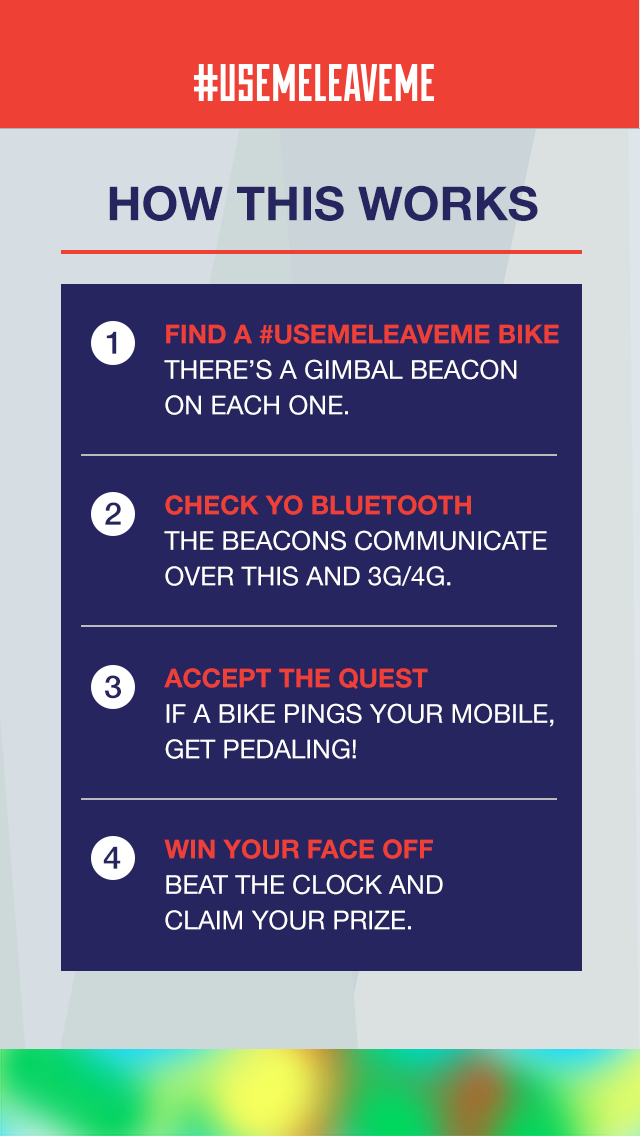 #USEMELEAVEME
HOW THIS WORKS
1
FIND A #USEMELEAVEME BIKE
THERE’S A GIMBAL BEACON
ON EACH ONE.
2
CHECK YO BLUETOOTH
THE BEACONS COMMUNICATE
OVER THIS AND 3G/4G.
3
ACCEPT THE QUEST
IF A BIKE PINGS YOUR MOBILE,
GET PEDALING!
4
WIN YOUR FACE OFF
BEAT THE CLOCK AND
CLAIM YOUR PRIZE.